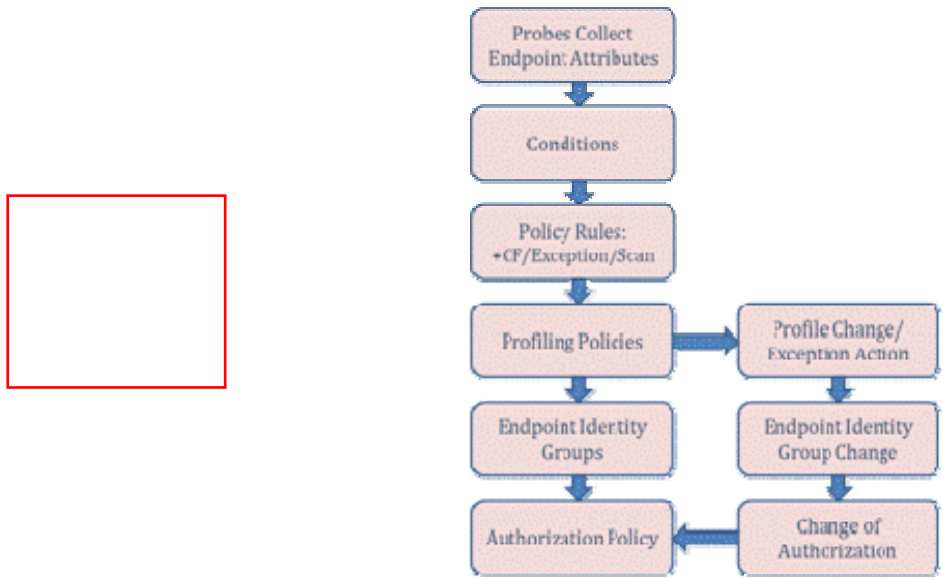 Probes Collect
Endpoint Attributes
Conditions
Policy Rules:
+CF/Exception/Scan
Profiling Policies
Profile Change/
Exception Action
Endpoint Identity
Groups
Endpoint Identity
Group Change
Authorization Policy
Change of
Authorization